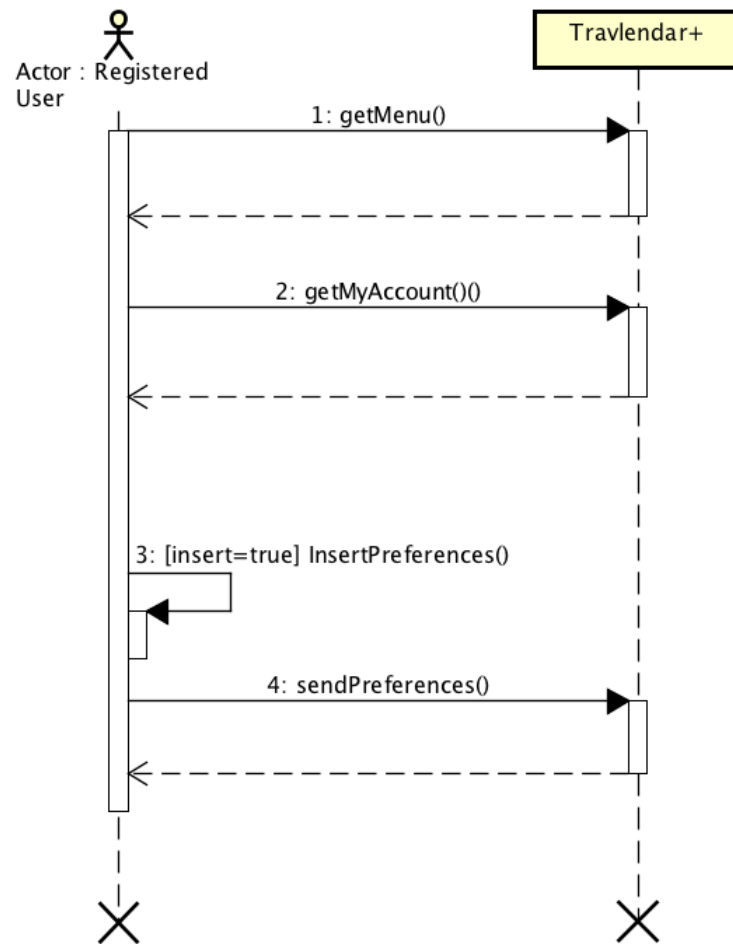 Actor : Registered
User
Travlendar+
1: getMenu()
2: getMyAccount()()
3: [insert=true] InsertPreferences()
4: sendPreferences()